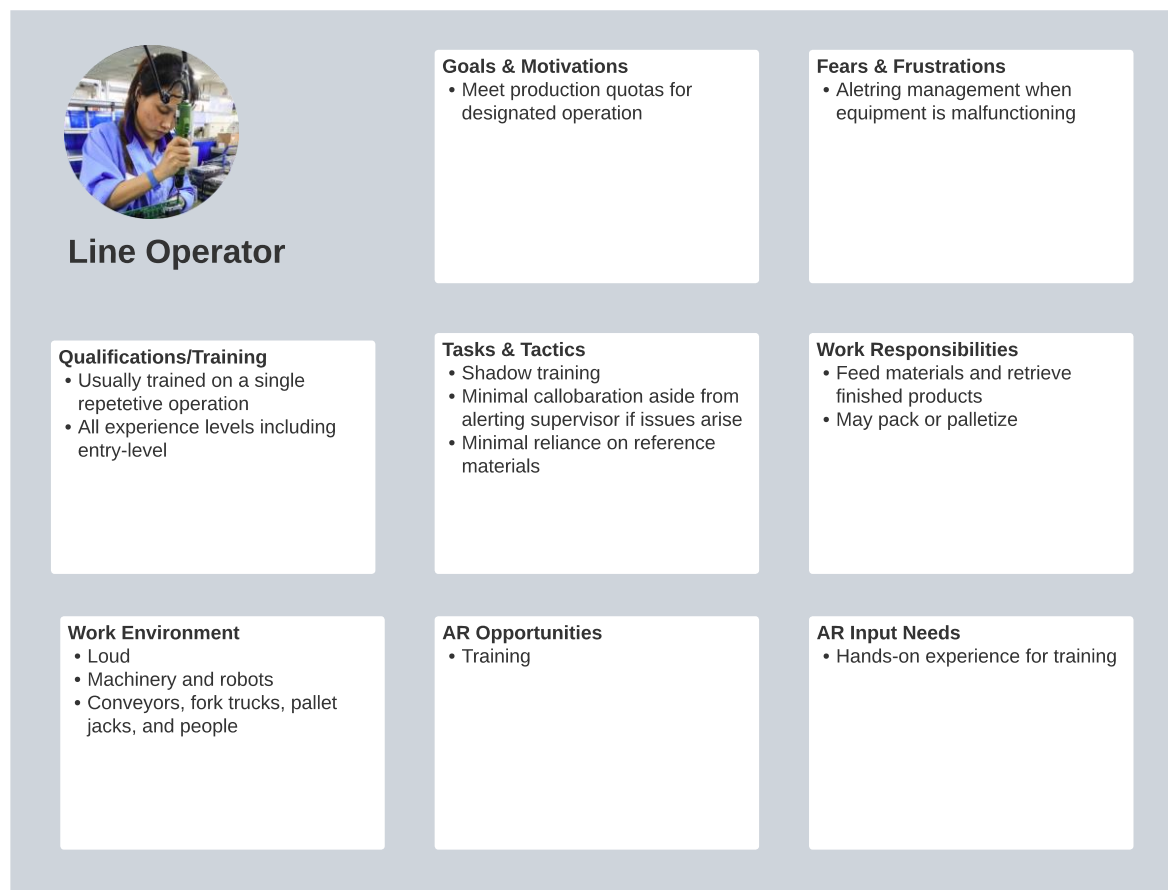 Line Operator
Goals & Motivations
• Meet production quotas for
designated operation
Fears & Frustrations
• Aletring management when
equipment is malfunctioning
Qualifications/Training
• Usually trained on a single
repetetive operation
• All experience levels including
entry-level
Tasks & Tactics
• Shadow training
• Minimal callobaration aside from
alerting supervisor if issues arise
• Minimal reliance on reference
materials
Work Responsibilities
• Feed materials and retrieve
finished products
• May pack or palletize
Work Environment
• Loud
• Machinery and robots
• Conveyors, fork trucks, pallet
jacks, and people
AR Opportunities
• Training
AR Input Needs
• Hands-on experience for training